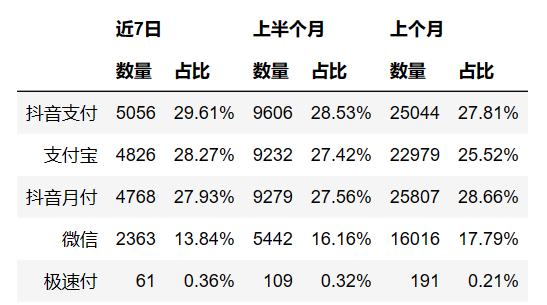 近7日 上半个月 上个月
数量 占比 数量 占比 数量 占比
抖音支付 5056 29.61% 9606 28.53% 25044 27.81%
支付宝 4826 28.27% 9232 27.42% 22979 25.52%
抖音月付 4768 27.93% 9279 27.56% 25807 28.66%
微信 2363 13.84% 5442 16.16% 16016 17.79%
极速付 61 0.36% 109 0.32% 191 0.21%